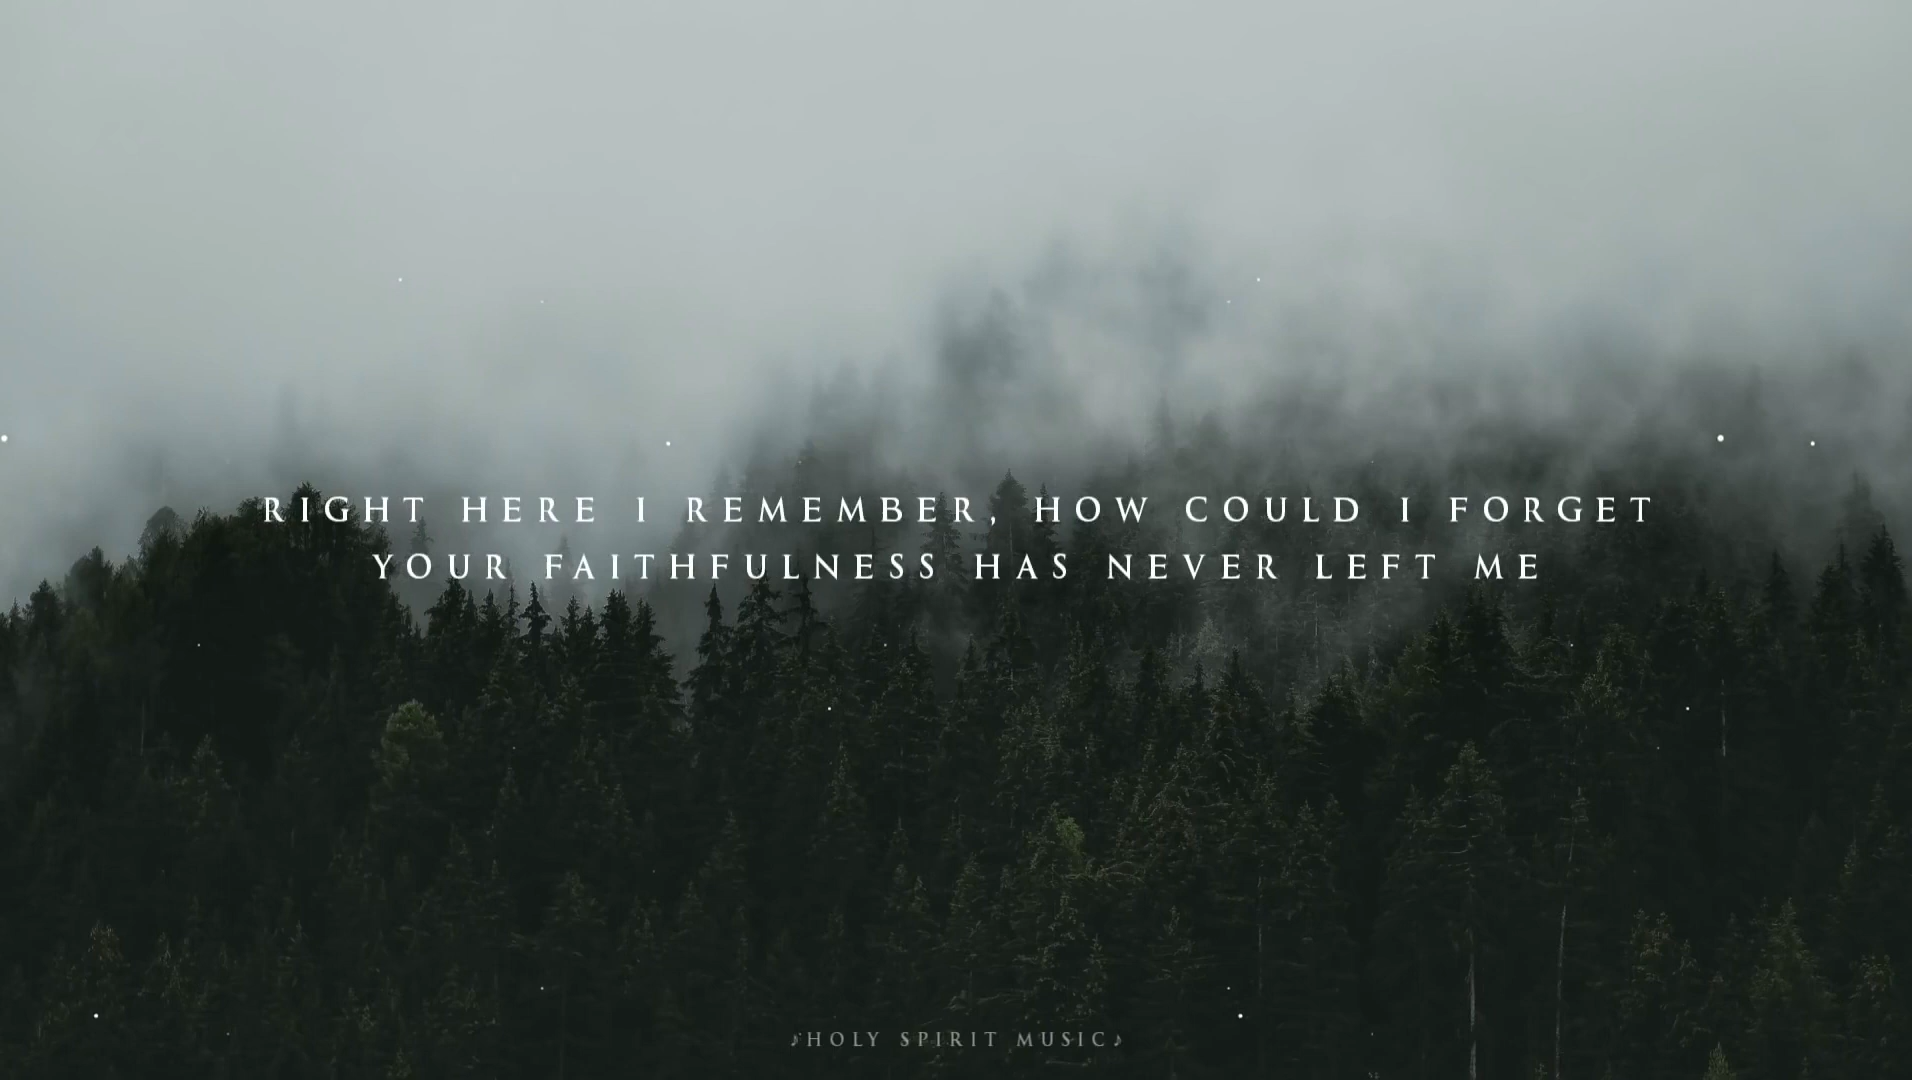 RIGHT HERE I REMEMBER, HOW COULD I FORGET
YOUR FAITHFULNESS HAS NEVER LEFT ME
♪HOLY SPIRIT MUSIC♪